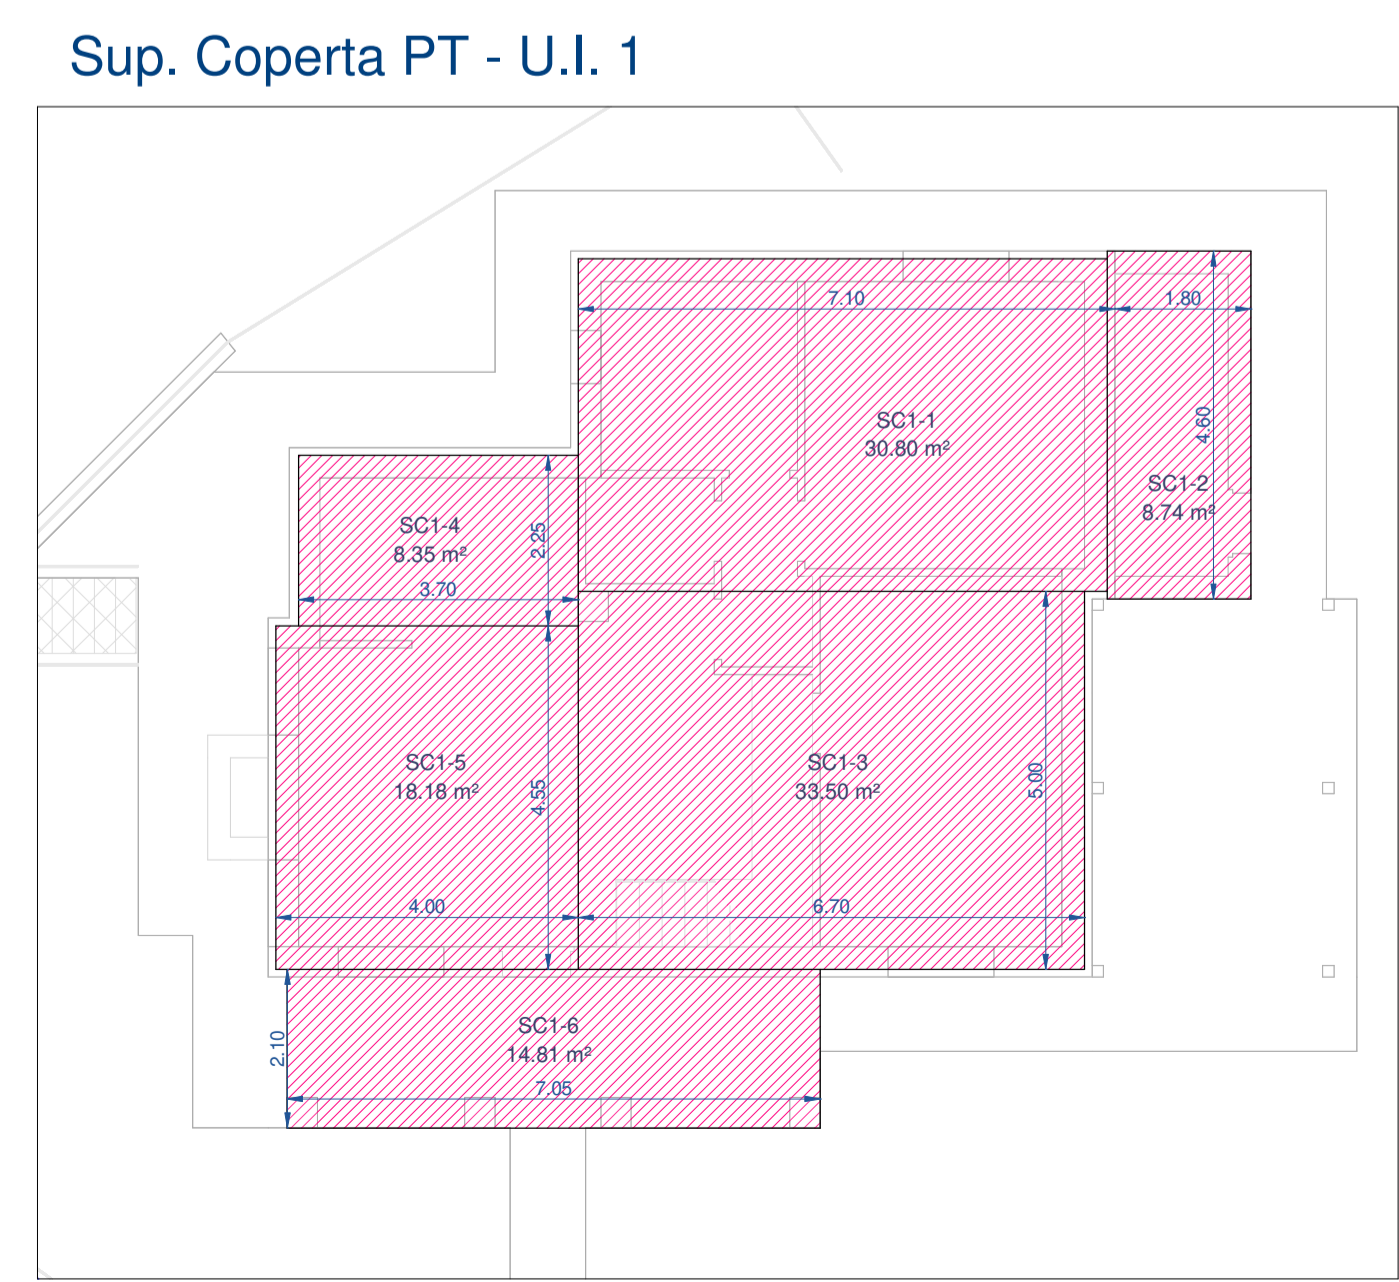 Sup. Coperta PT - U.I. 1
7.10
1.80
SC1-1
30.80 m²
4.60
SC1-2
8.74 m²
SC1-4
8.35 m²
2.25
3.70
SC1-5
18.18 m²
4.55
SC1-3
33.50 m²
5.00
4.00
6.70
SC1-6
14.81 m²
2.10
7.05